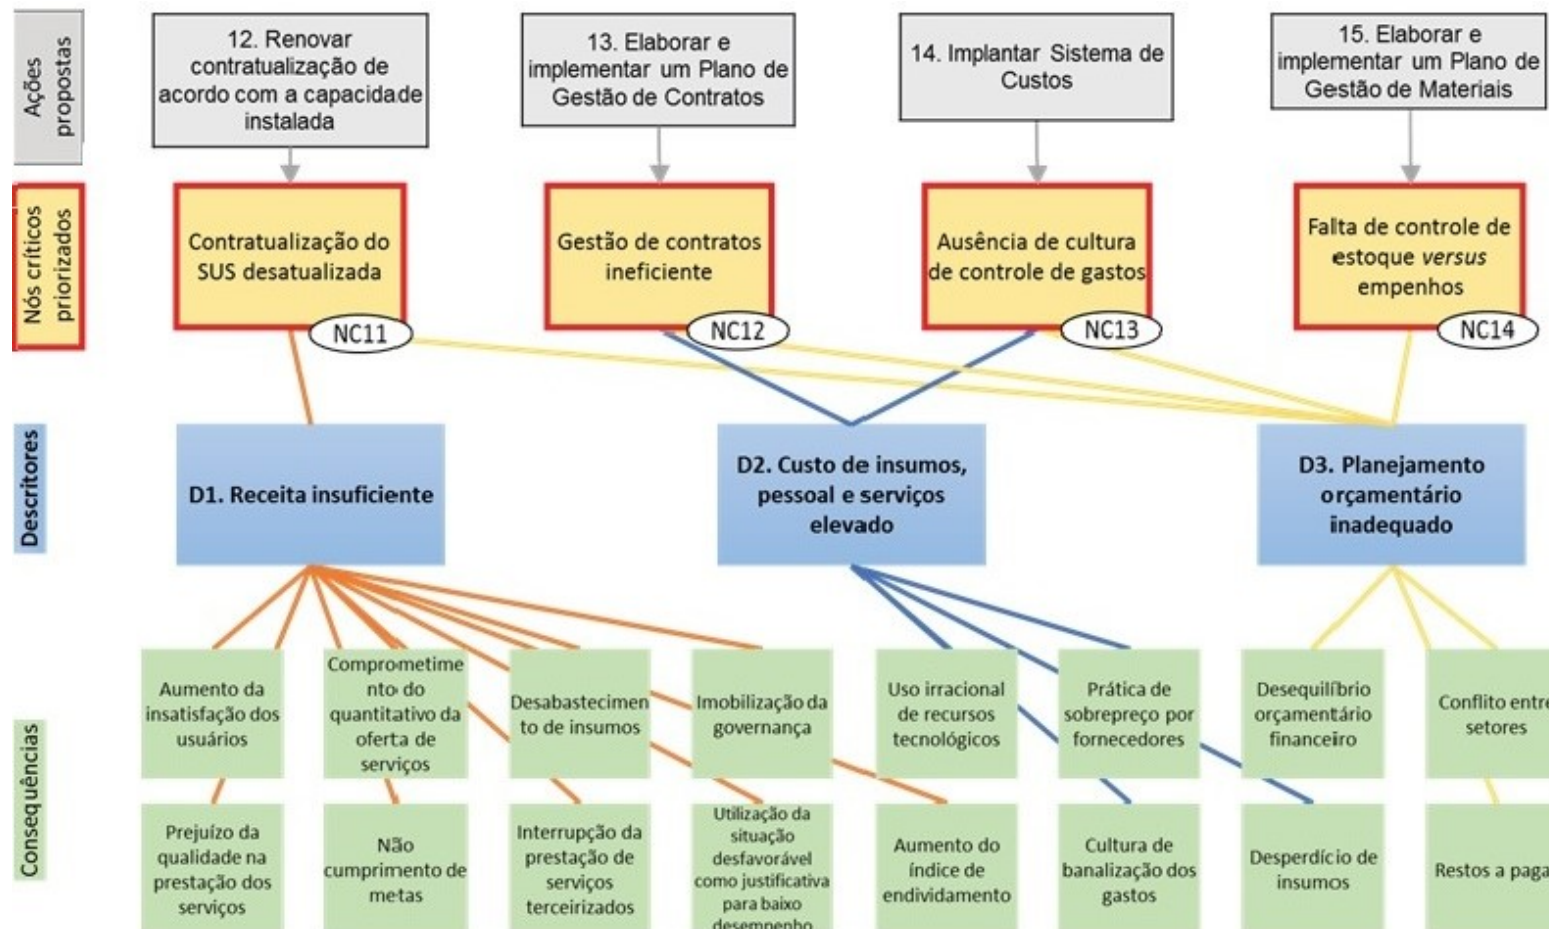 Ações
propostas
12. Renovar
contratualização de
acordo com a capacidade
instalada
13. Elaborar e
implementar um Plano de
Gestão de Contratos
14. Implantar Sistema de
Custos
15. Elaborar e
implementar um Plano de
Gestão de Materiais
Nós críticos
priorizados
Contratualização do
SUS desatualizada
NC11
Gestão de contratos
ineficiente
NC12
Ausência de cultura
de controle de gastos
NC13
Falta de controle de
estoque versus
empenhos
NC14
Descritores
D1. Receita insuficiente
D2. Custo de insumos,
pessoal e serviços
elevado
D3. Planejamento
orçamentário
inadequado
Consequências
Aumento da
insatisfação dos
usuários
Comprometime
nto do
quantitativo da
oferta de
serviços
Desabastecimen
to de insumos
Imobilização da
governança
Uso irracional
de recursos
tecnológicos
Prática de
sobrepreço por
fornecedores
Desequilíbrio
orçamentário
financeiro
Conflito entre
setores
Prejuízo da
qualidade na
prestação dos
serviços
Não
cumprimento de
metas
Interrupção da
prestação de
serviços
terceirizados
Utilização da
situação
desfavorável
como justificativa
para baixo
desempenho
Aumento do
índice de
endividamento
Cultura de
banalização dos
gastos
Desperdício de
insumos
Restos a paga